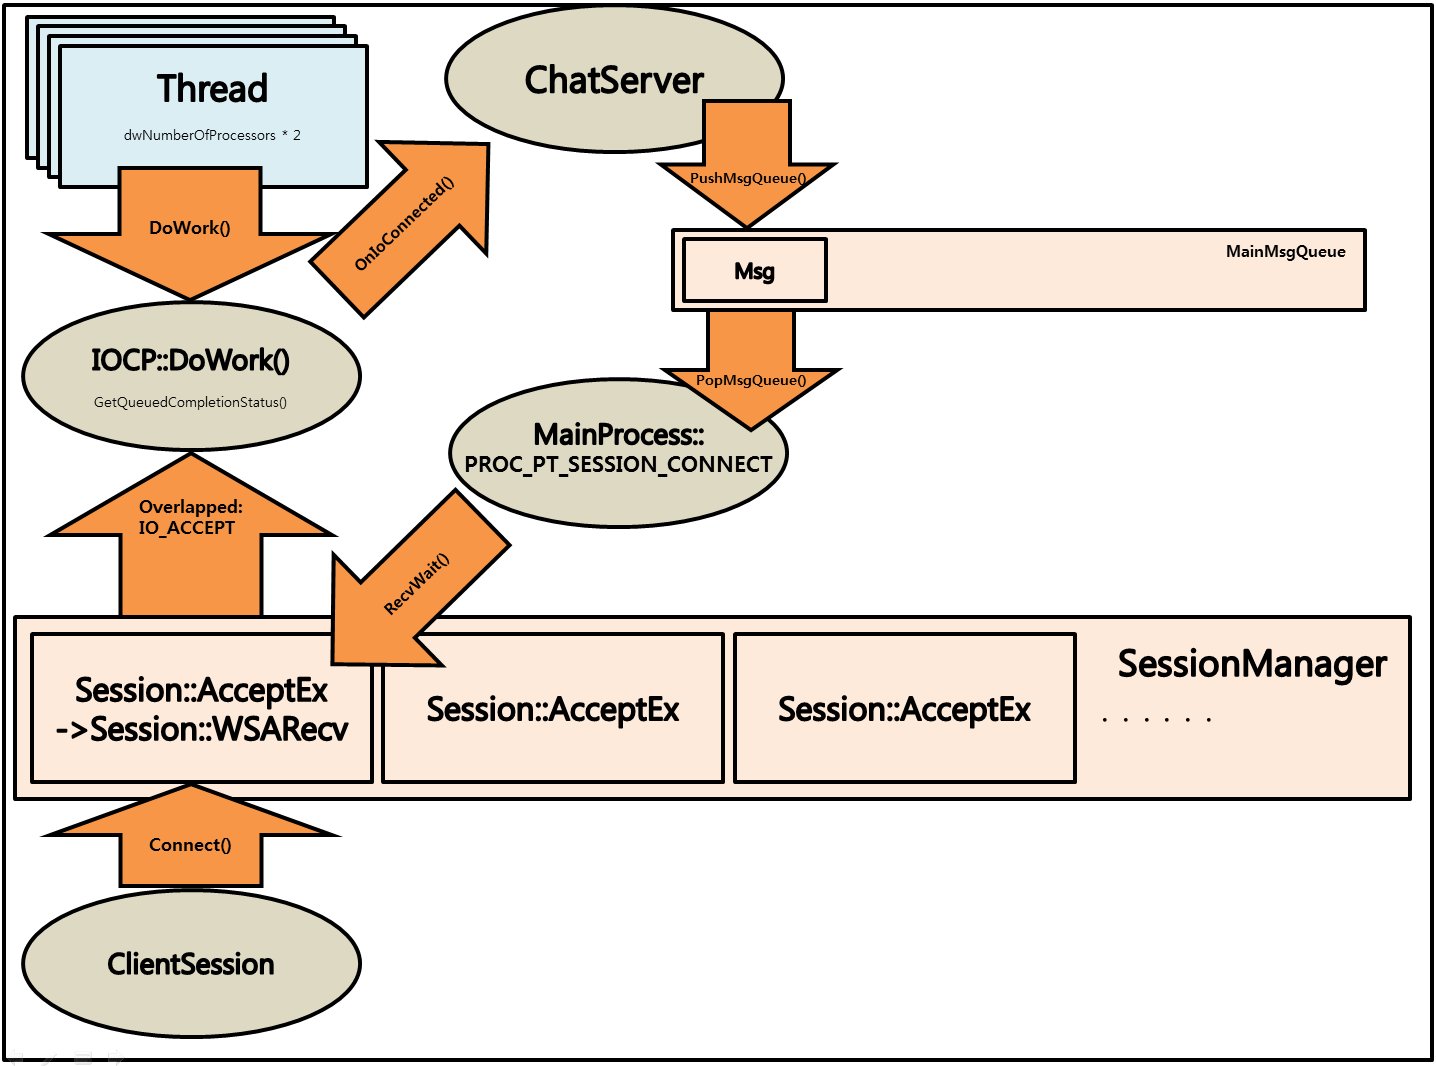 Thread
dwNumberOfProcessors * 2
DoWork()
OnIoConnected()
ChatServer
PushMsgQueue()
MainMsgQueue
Msg
PopMsgQueue()
IOCP::DoWork()
GetQueuedCompletionStatus()
MainProcess::
PROC_PT_SESSION_CONNECT
Overlapped:
IO_ACCEPT
RecvWait()
SessionManager
. . . . . .
Session::AcceptEx
->Session::WSARecv
Session::AcceptEx
Session::AcceptEx
Connect()
ClientSession